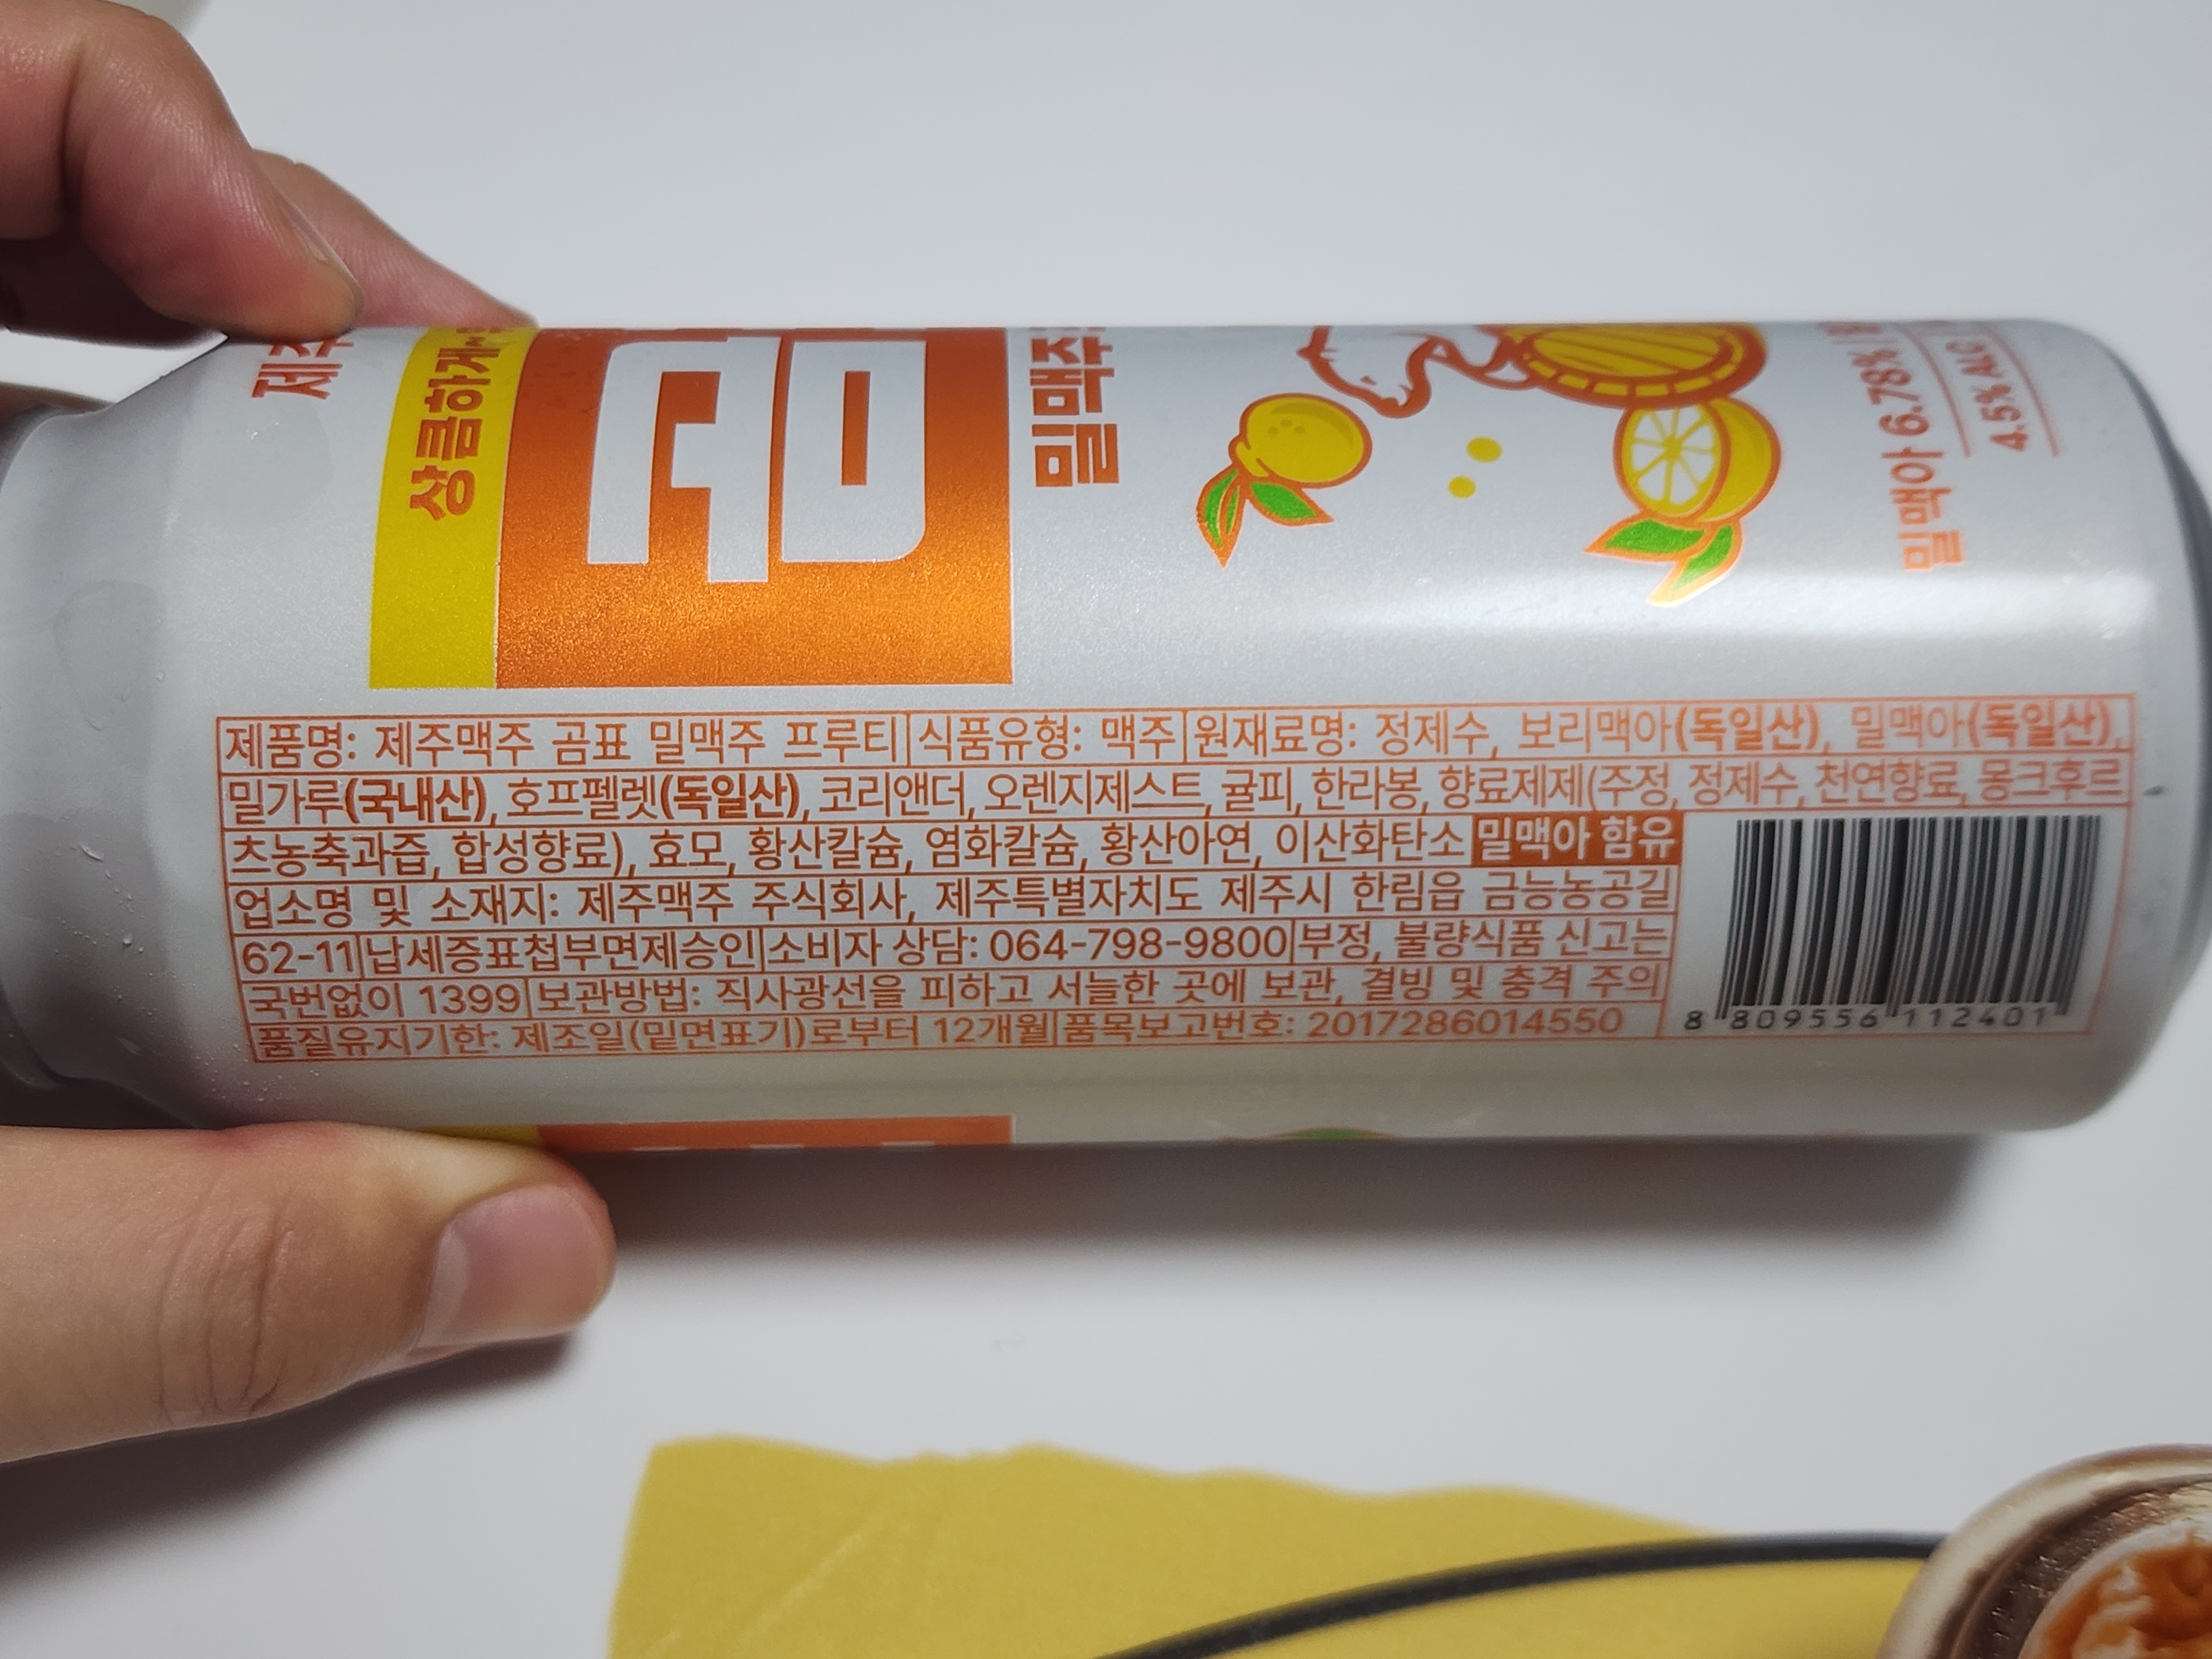 제주
상큼하게~
곰
밀맥주
밀맥아 6.78%
4.5% ALC
제품명: 제주맥주 곰표 밀맥주 프루티 식품유형: 맥주 원재료명: 정제수, 보리맥아(독일산), 밀맥아(독일산),
밀가루(국내산), 호프펠렛(독일산), 코리앤더, 오렌지제스트, 귤피, 한라봉, 향료제제(주정, 정제수, 천연향료, 몽크후르
츠농축과즙, 합성향료), 효모, 황산칼슘, 염화칼슘, 황산아연, 이산화탄소 밀맥아 함유
업소명 및 소재지: 제주맥주 주식회사, 제주특별자치도 제주시 한림읍 금능농공길
62-11 납세증표첩부면제승인 소비자 상담: 064-798-9800 부정, 불량식품 신고는
국번없이 1399 보관방법: 직사광선을 피하고 서늘한 곳에 보관, 결빙 및 충격 주의
품질유지기한: 제조일(밑면표기)로부터 12개월 품목보고번호: 2017286014550
8 809556 112401